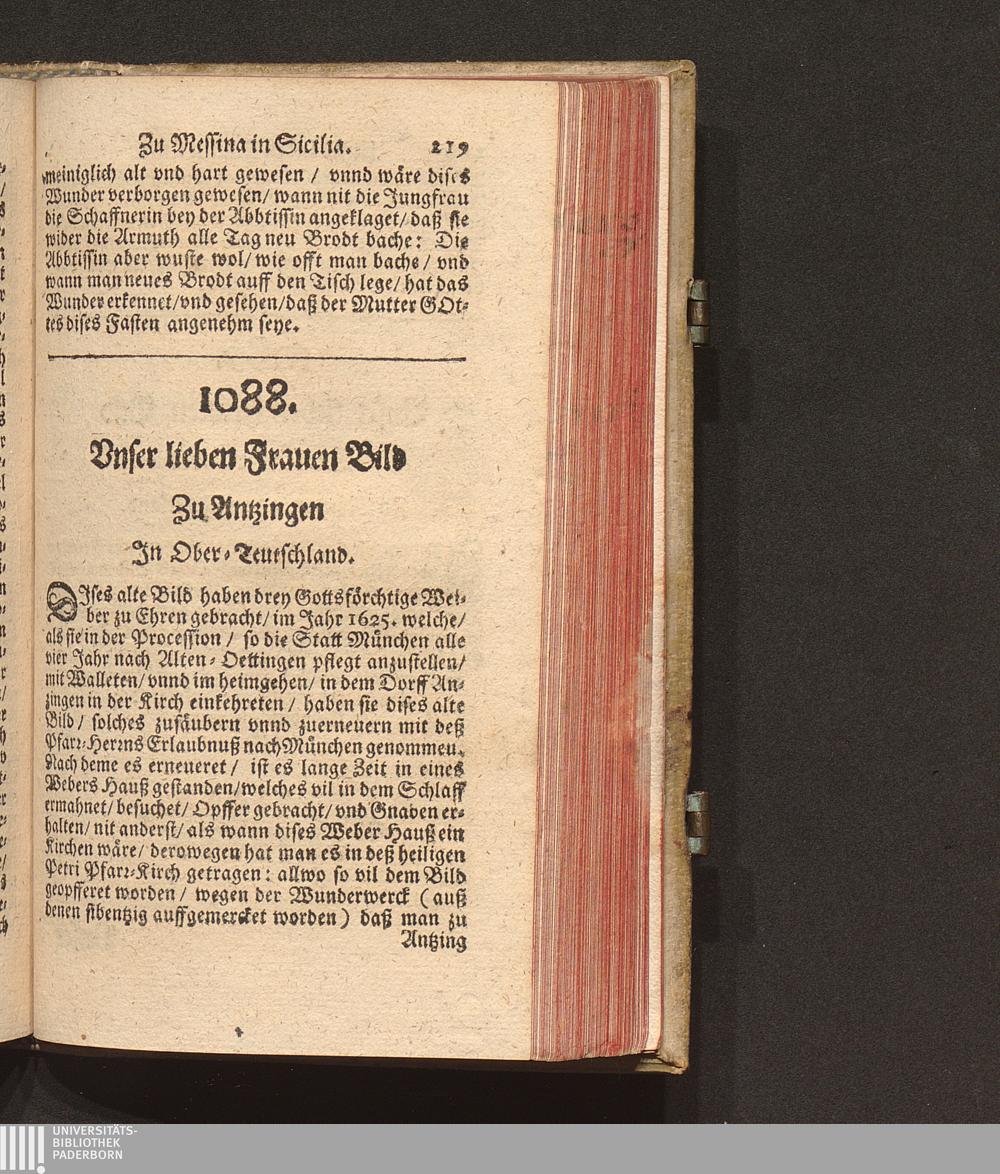 Zu Messina in Sicilia. 219
meiniglich alt vnd hart gewesen / vnnd wäre dises
Wunder verborgen gewesen / wann nit die Jungfrau
die Schaffnerin bey der Abbtissin angeklaget / daß sie
wider die Armuth alle Tag neu Brodt bache: Die
Abbtissin aber wuste wol / wie offt man bache / vnd
wann man neues Brodt auff den Tisch lege / hat das
Wunder erkennet / vnd gesehen / daß der Mutter GOt-
tes dises Fasten angenehm seye.
1088.
Vnser lieben Frauen Bild
Zu Antzingen
In Ober-Teutschland.
DIses alte Bild haben drey Gottsförchtige Wei-
ber zu Ehren gebracht / im Jahr 1625. welche /
als sie in der Procession / so die Statt München alle
vier Jahr nach Alten-Oettingen pflegt anzustellen /
mit Walleten / vnnd im heimgehen / in dem Dorff An-
zingen in der Kirch einkehreten / haben sie dises alte
Bild / solches zusäubern vnnd zuerneuern mit deß
Pfarr-Herrns Erlaubnuß nach München genommeu.
Nach deme es erneueret / ist es lange Zeit in eines
Webers Hauß gestanden / welches vil in dem Schlaff
ermahnet / besuchet / Opffer gebracht / vnd Gnaden er-
halten / nit anderst / als wann dises Weber Hauß ein
Kirchen wäre / derowegen hat man es in deß heiligen
Petri Pfarr-Kirch getragen: allwo so vil dem Bild
geopfferet worden / wegen der Wunderwerck (auß
denen sibentzig auffgemercket worden) daß man zu
Antzing
UNIVERSITÄTS-
BIBLIOTHEK
PADERBORN